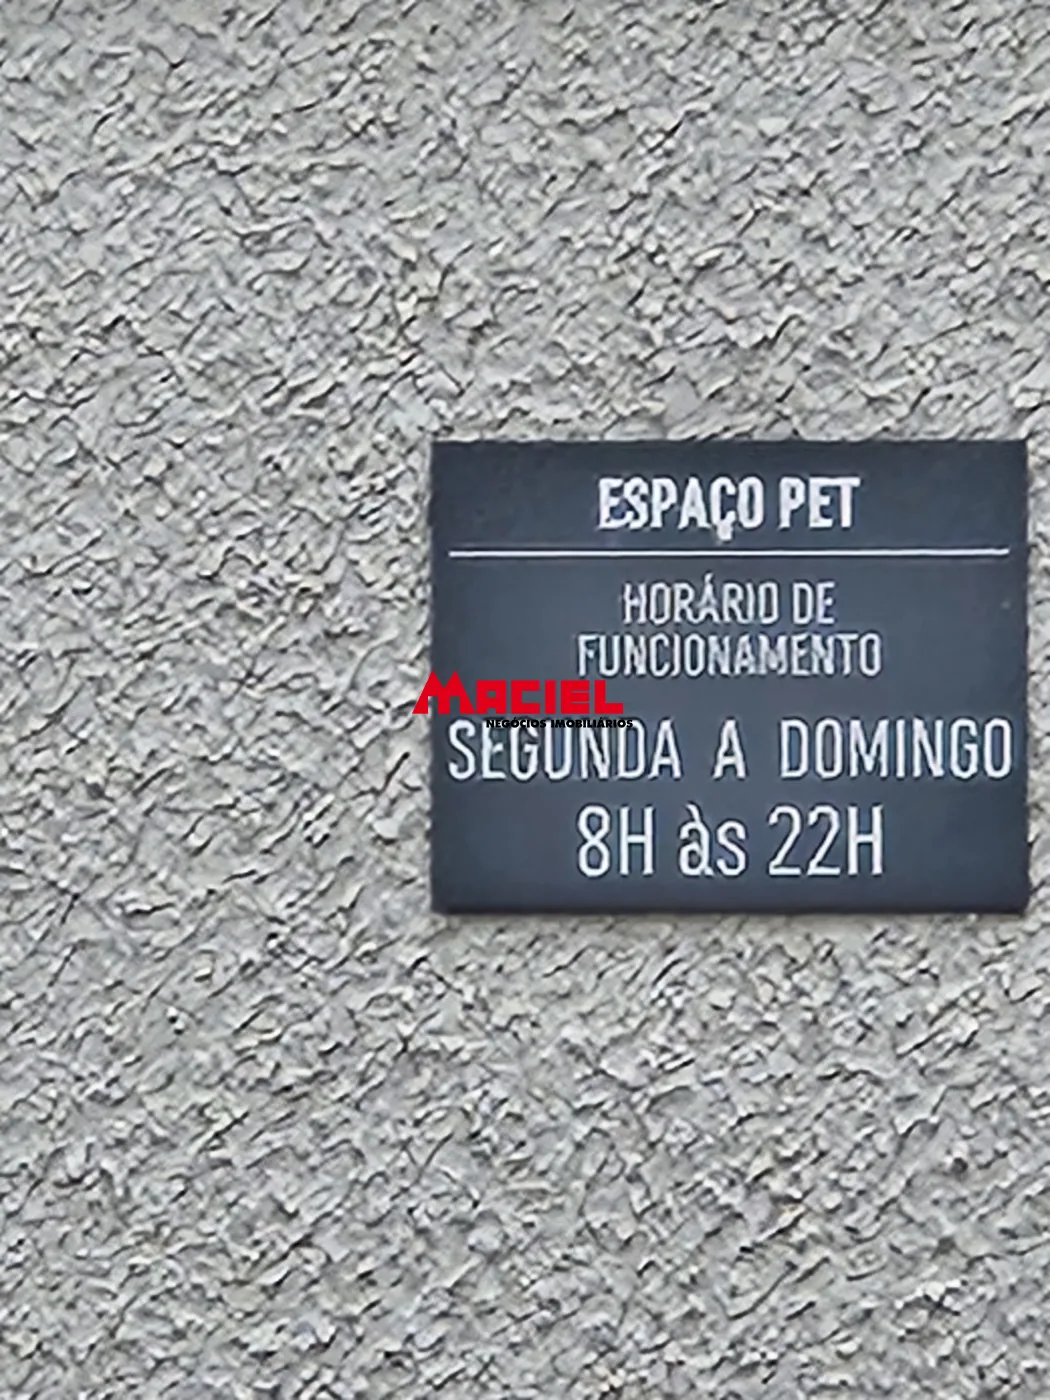 ESPAÇO PET
HORÁRIO DE
FUNCIONAMENTO
MACIEL
NEGÓCIOS IMOBILIÁRIOS
SEGUNDA A DOMINGO
8H às 22H